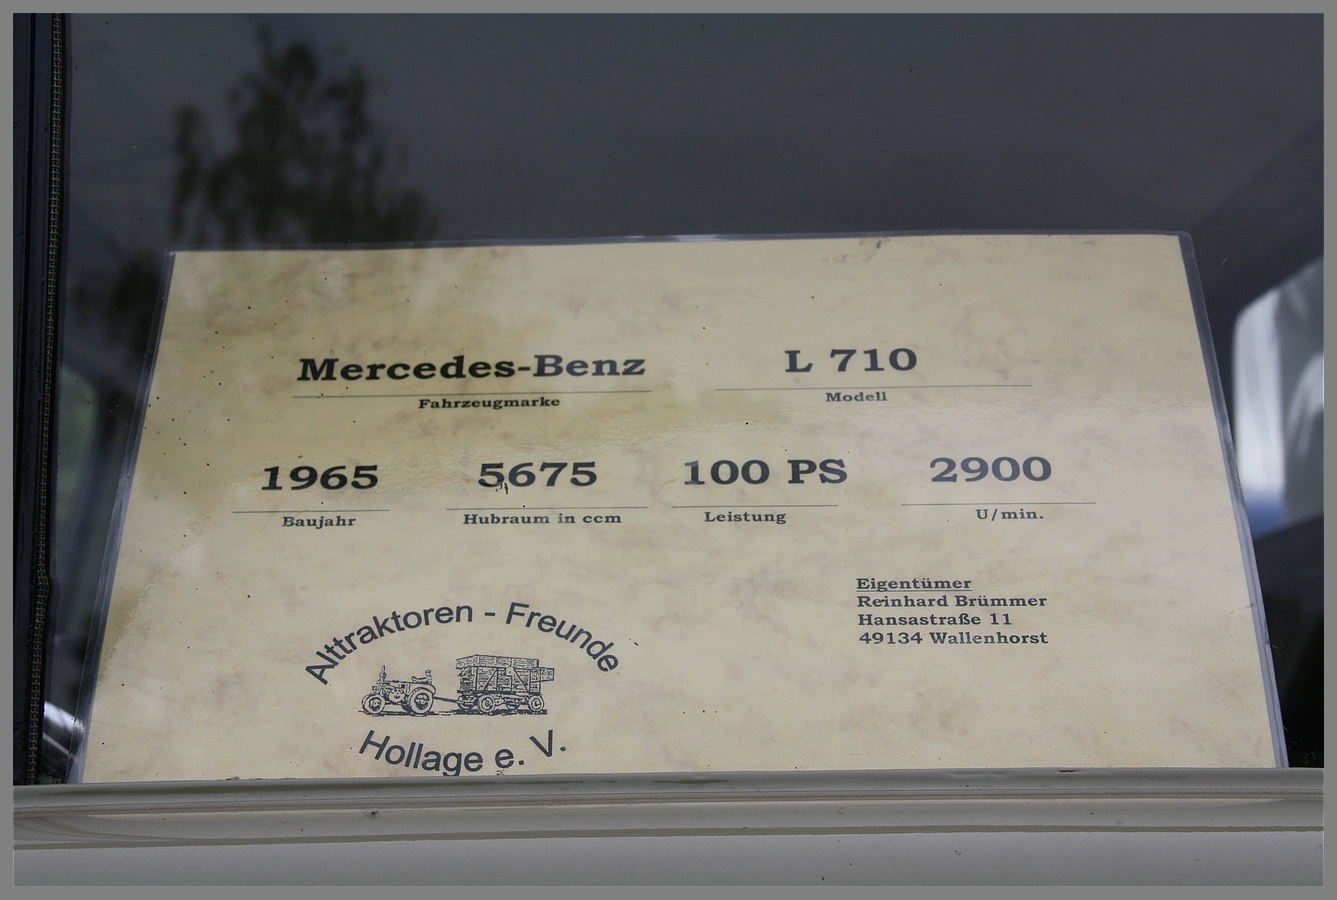 Mercedes-Benz L 710
Fahrzeugmarke Modell
1965 5675 100 PS 2900
Baujahr Hubraum in ccm Leistung U/min.
Eigentümer
Reinhard Brümmer
Hansastraße 11
49134 Wallenhorst
Alttraktoren - Freunde
Hollage e. V.